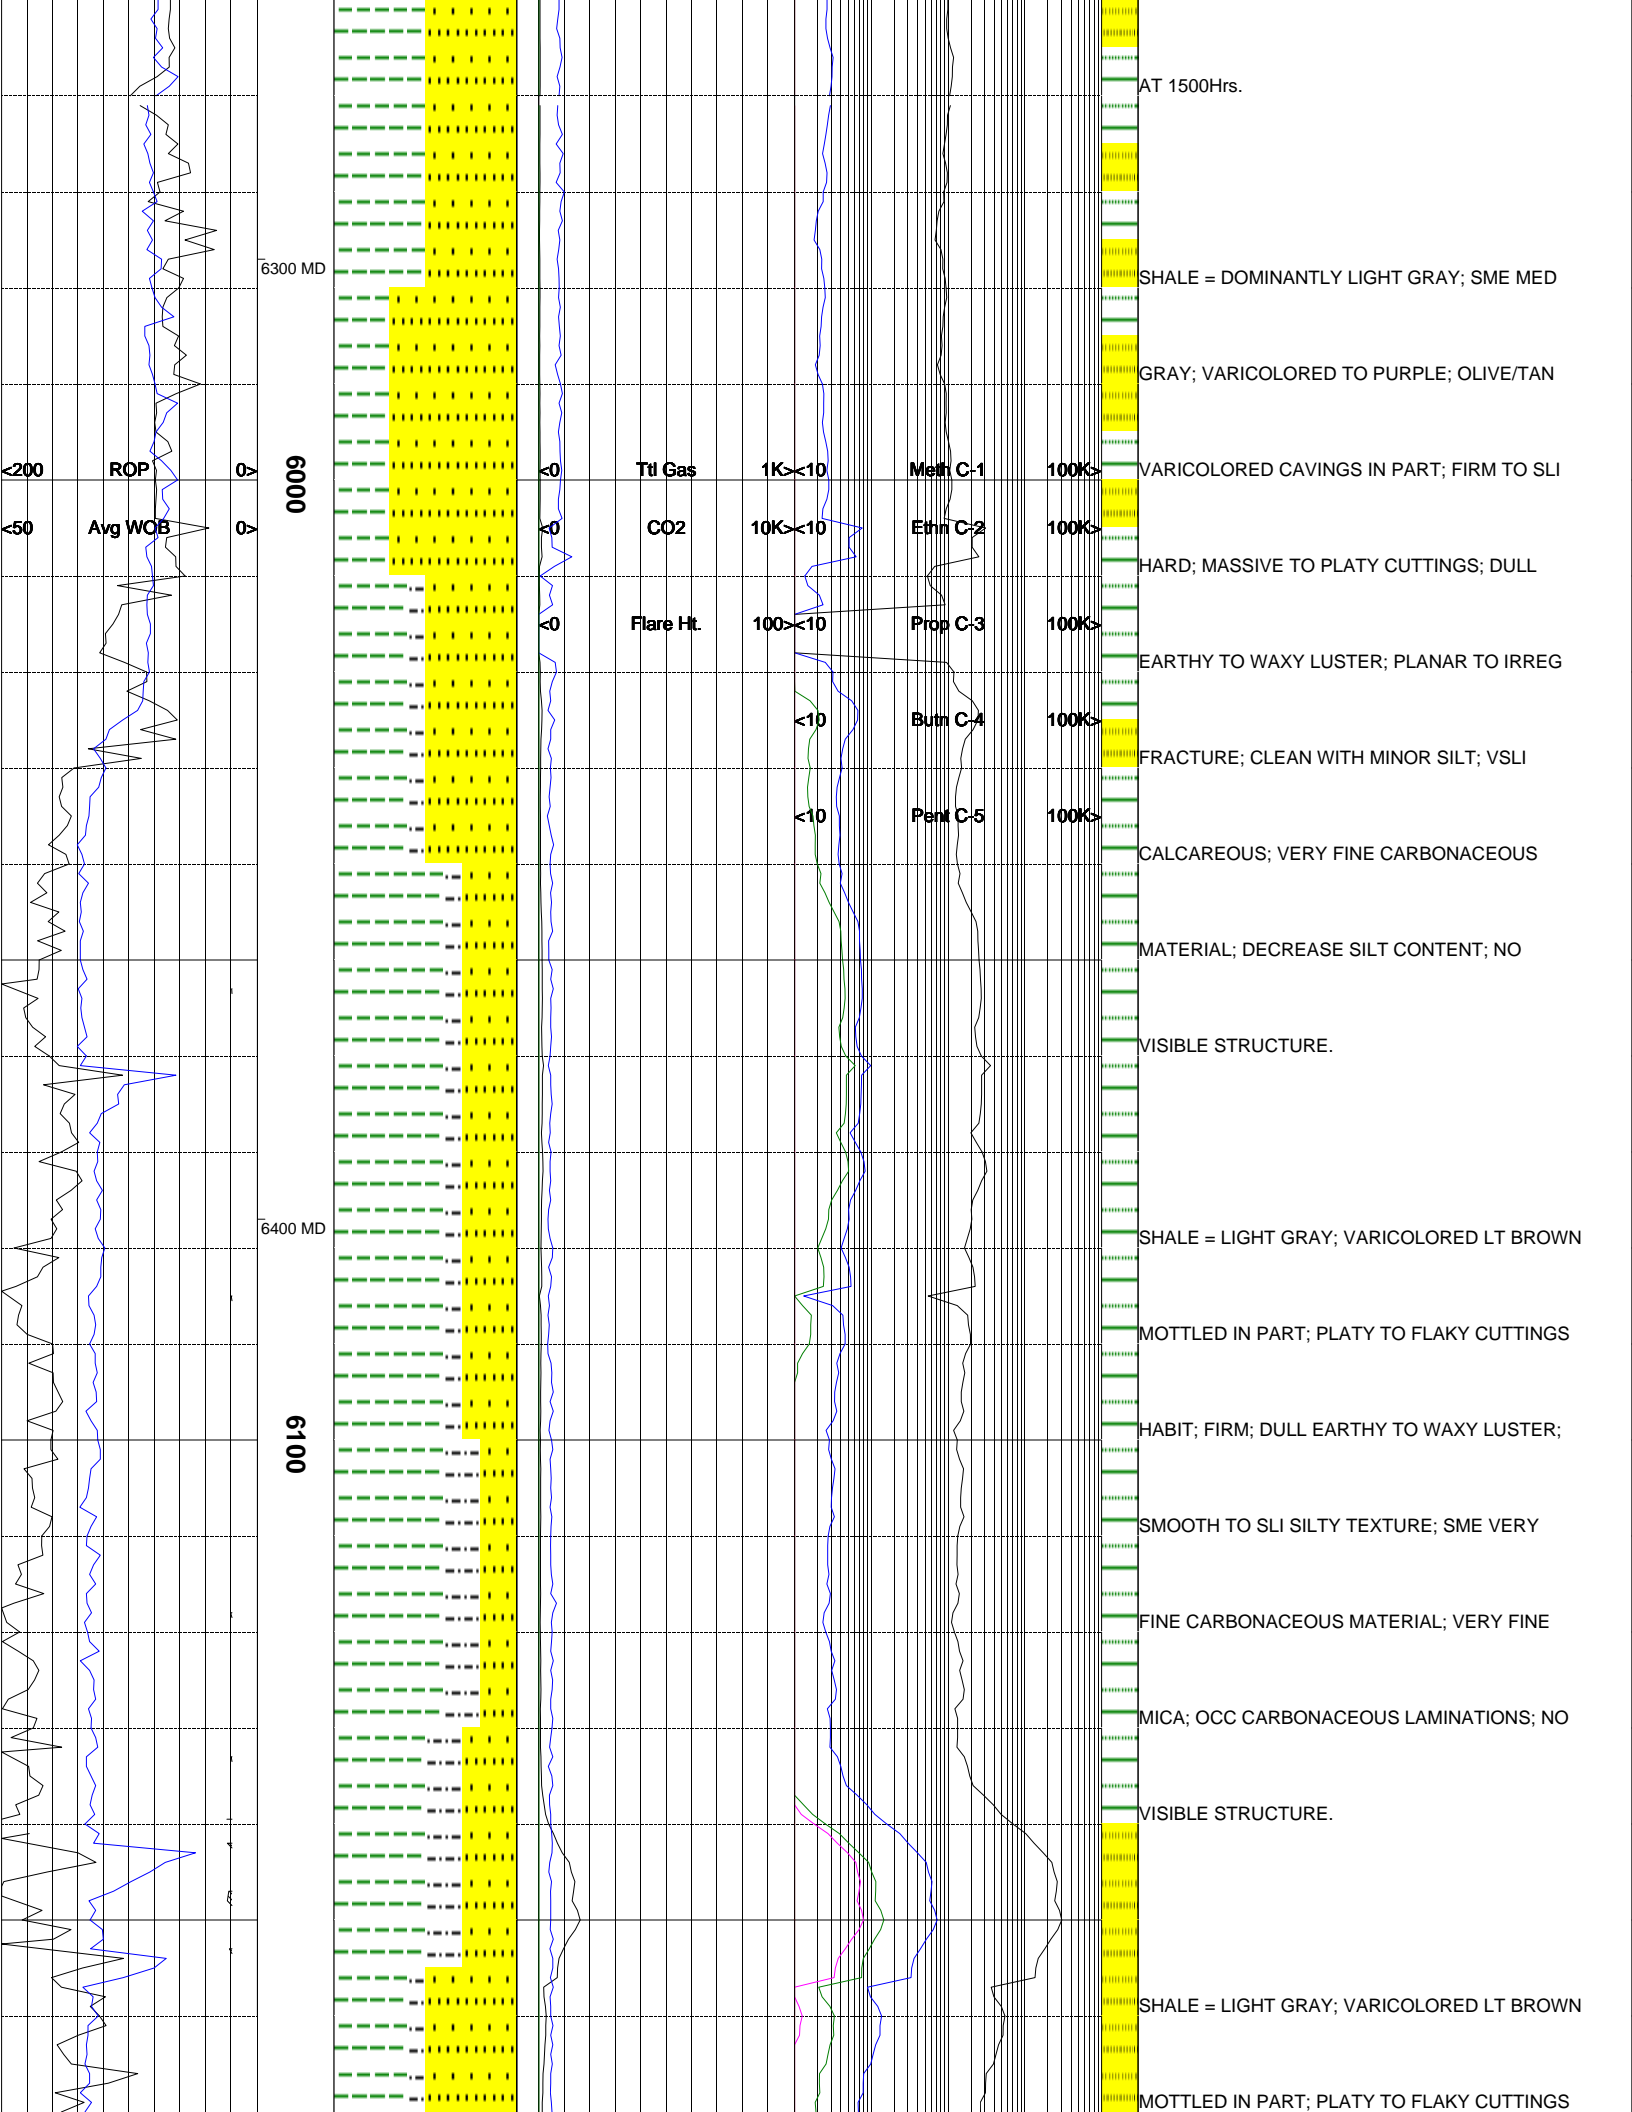 AT 1500Hrs.
6300 MD
SHALE = DOMINANTLY LIGHT GRAY; SME MED
GRAY; VARICOLORED TO PURPLE; OLIVE/TAN
<200 ROP 0>
6000
<0 Ttl Gas 1K>
<10 Meth C-1 100K>
VARICOLORED CAVINGS IN PART; FIRM TO SLI
<50 Avg WOB 0>
<0 CO2 10K>
<10 Ethn C-2 100K>
HARD; MASSIVE TO PLATY CUTTINGS; DULL
<0 Flare Ht. 100>
<10 Prop C-3 100K>
EARTHY TO WAXY LUSTER; PLANAR TO IRREG
<10 Butn C-4 100K>
FRACTURE; CLEAN WITH MINOR SILT; VSLI
<10 Pent C-5 100K>
CALCAREOUS; VERY FINE CARBONACEOUS
MATERIAL; DECREASE SILT CONTENT; NO
VISIBLE STRUCTURE.
6400 MD
SHALE = LIGHT GRAY; VARICOLORED LT BROWN
MOTTLED IN PART; PLATY TO FLAKY CUTTINGS
6100
HABIT; FIRM; DULL EARTHY TO WAXY LUSTER;
SMOOTH TO SLI SILTY TEXTURE; SME VERY
FINE CARBONACEOUS MATERIAL; VERY FINE
MICA; OCC CARBONACEOUS LAMINATIONS; NO
VISIBLE STRUCTURE.
SHALE = LIGHT GRAY; VARICOLORED LT BROWN
MOTTLED IN PART; PLATY TO FLAKY CUTTINGS